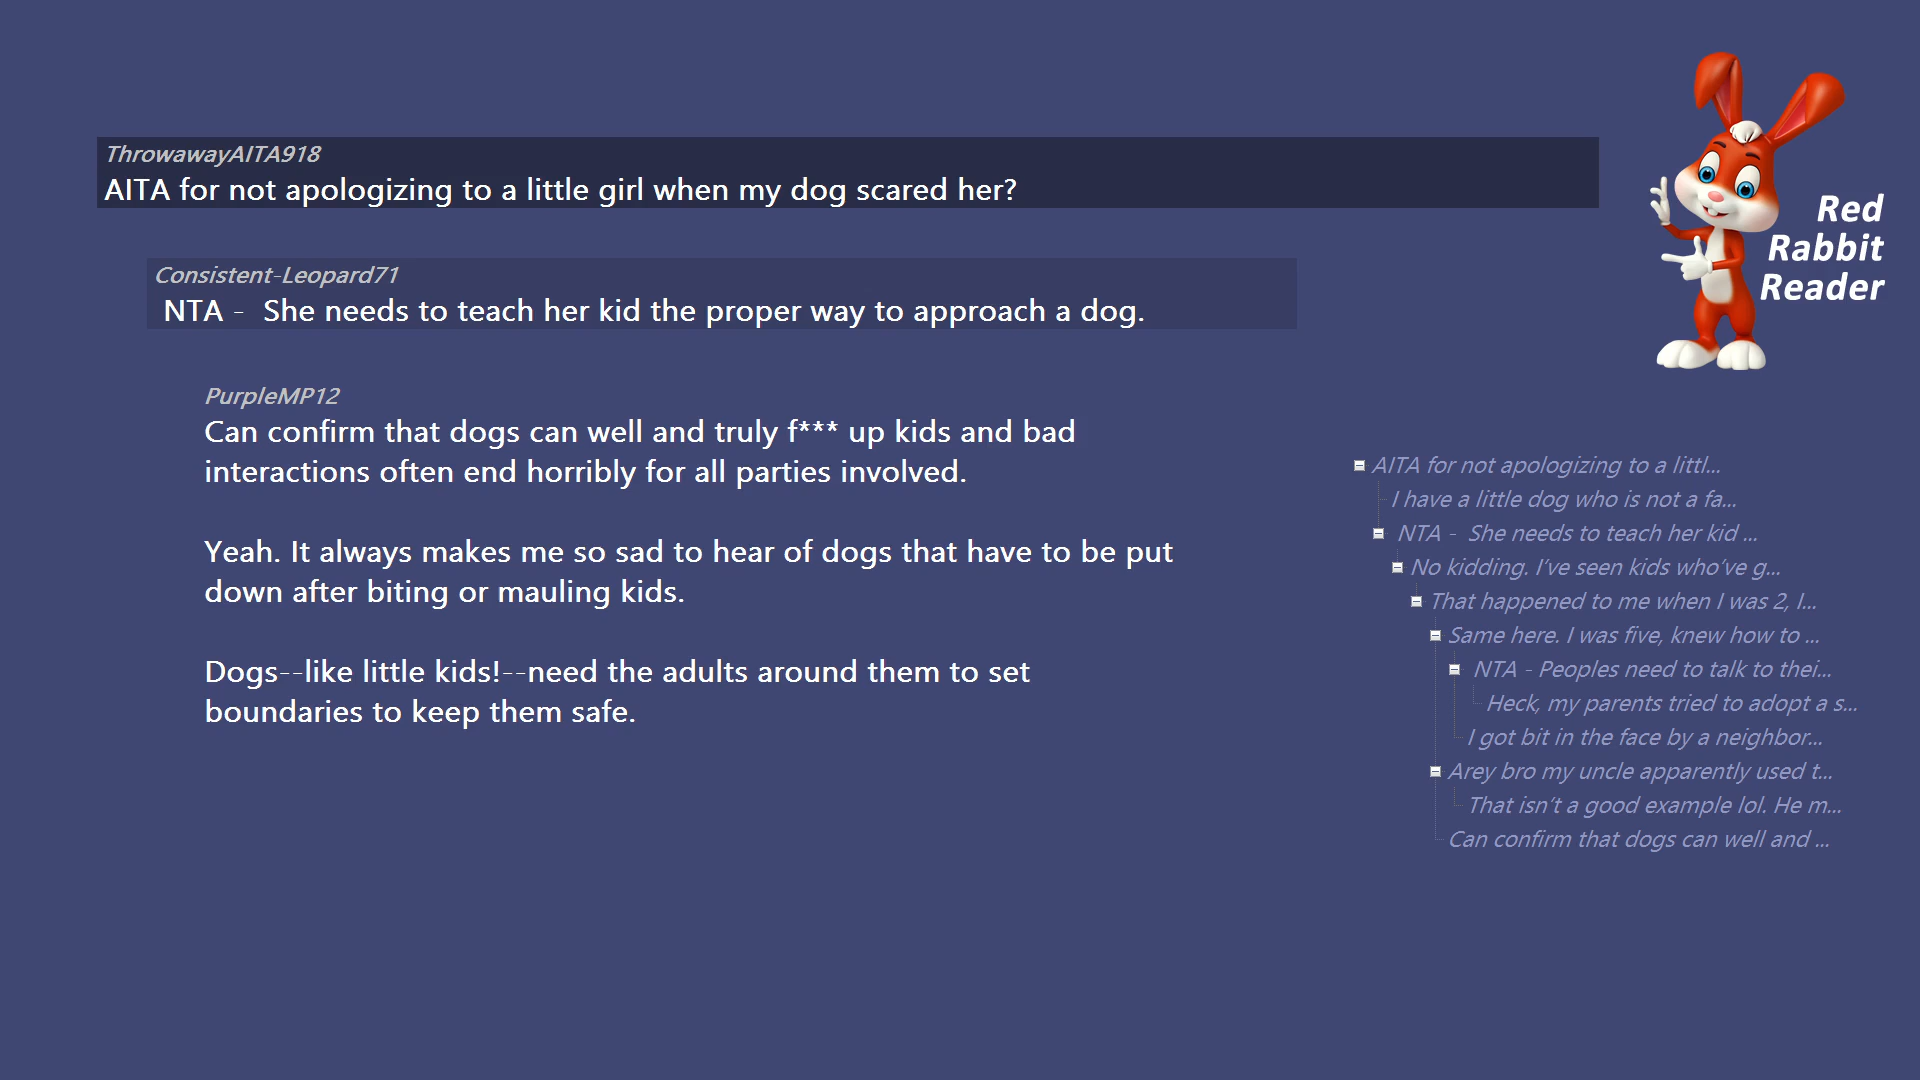 ThrowawayAITA918
AITA for not apologizing to a little girl when my dog scared her?
Consistent-Leopard71
NTA -  She needs to teach her kid the proper way to approach a dog.
PurpleMP12
Can confirm that dogs can well and truly f*** up kids and bad
interactions often end horribly for all parties involved.
Yeah. It always makes me so sad to hear of dogs that have to be put
down after biting or mauling kids.
Dogs--like little kids!--need the adults around them to set
boundaries to keep them safe.
Red
Rabbit
Reader
AITA for not apologizing to a littl...
I have a little dog who is not a fa...
NTA -  She needs to teach her kid ...
No kidding. I've seen kids who've g...
That happened to me when I was 2, I...
Same here. I was five, knew how to ...
NTA - Peoples need to talk to thei...
Heck, my parents tried to adopt a s...
I got bit in the face by a neighbor...
Arey bro my uncle apparently used t...
That isn't a good example lol. He m...
Can confirm that dogs can well and ...